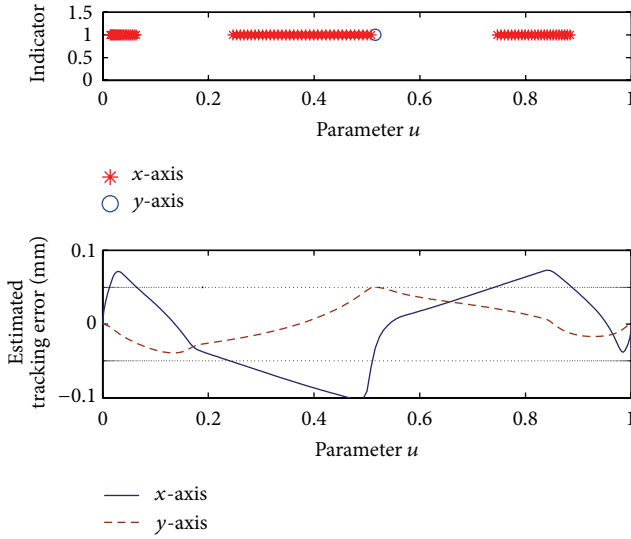 Indicator
1.5
1
0.5
0
0 0.2 0.4 0.6 0.8 1
Parameter u
x-axis
y-axis
Estimated
tracking error (mm)
0.1
0
−0.1
0 0.2 0.4 0.6 0.8 1
Parameter u
x-axis
y-axis